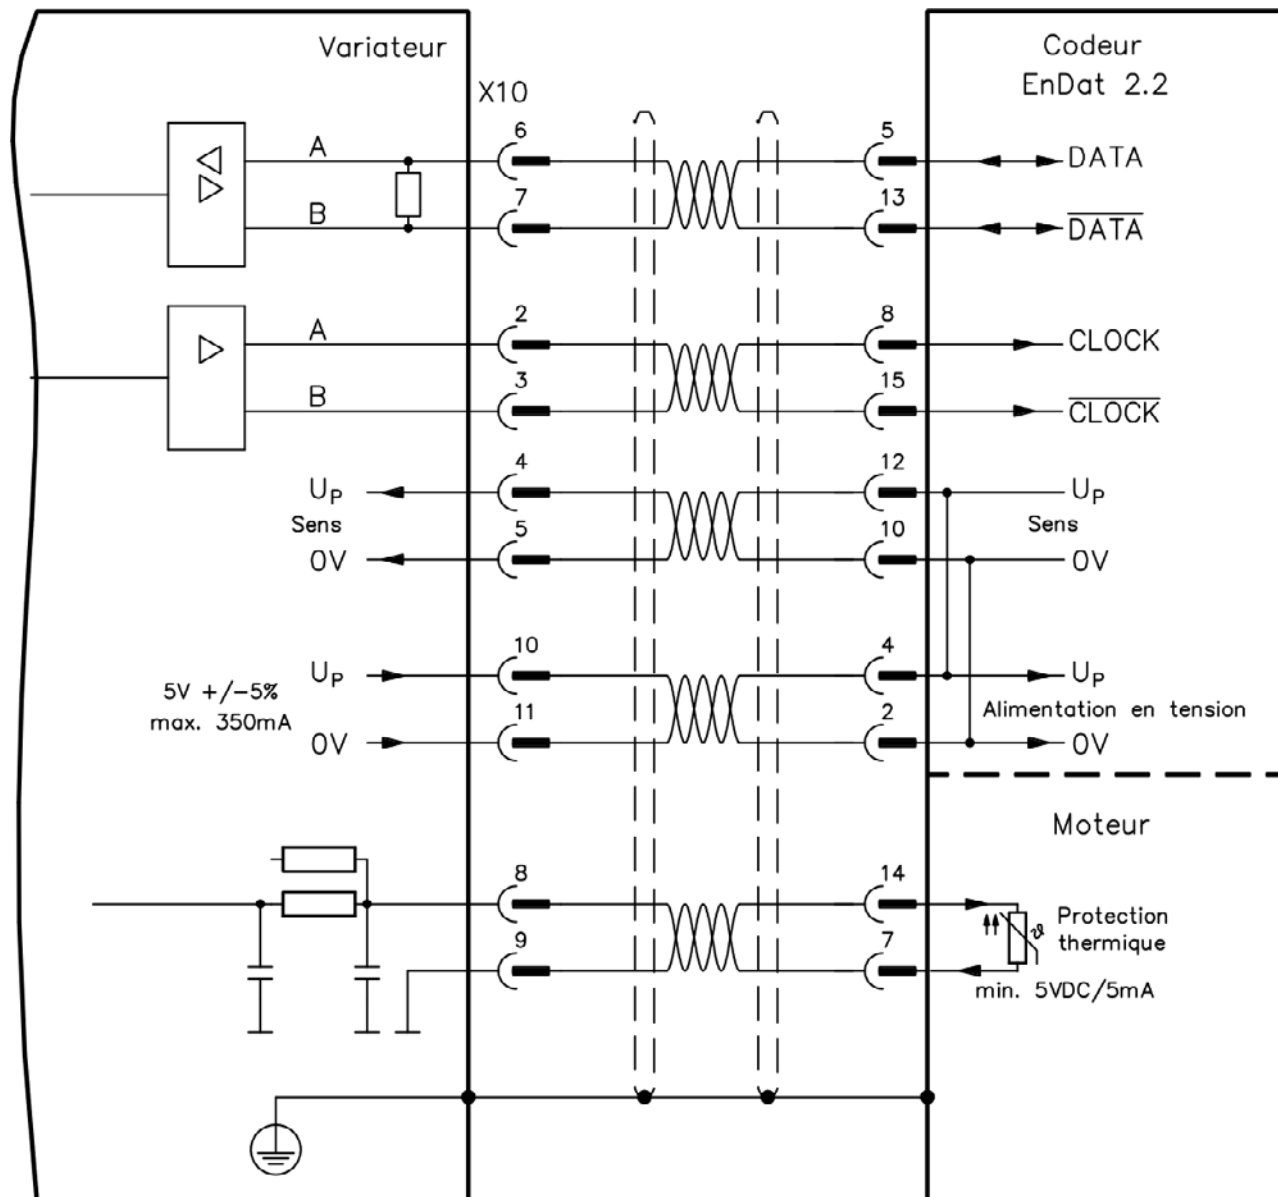 Variateur
Codeur
EnDat 2.2
X10
A 6 5 DATA
B 7 13 DATA
A 2 8 CLOCK
B 3 15 CLOCK
UP 4 12 UP
Sens Sens
0V 5 10 0V
UP 10 4 UP
5V +/-5%
max. 350mA
Alimentation en tension
0V 11 2 0V
Moteur
8 14
Protection
thermique
9 7
ϑ
min. 5VDC/5mA